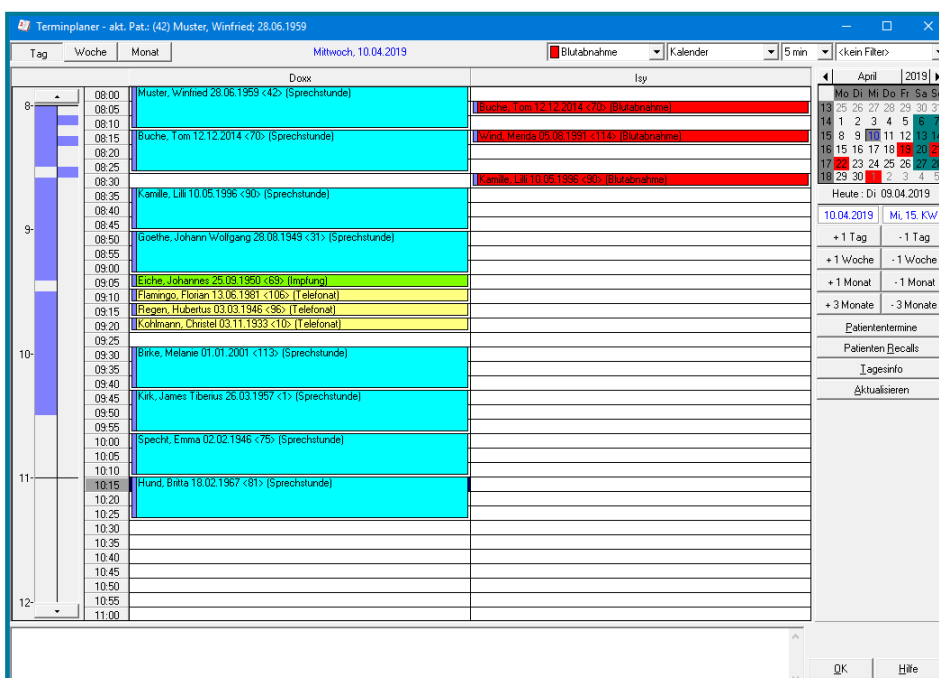 Terminplaner - akt. Pat.: (42) Muster, Winfried; 28.06.1959
Tag Woche Monat Mittwoch, 10.04.2019 Blutabnahme Kalender 5 min <kein Filter>
Doxx Isy
08:00 Muster, Winfried 28.06.1959 <42> (Sprechstunde)
8- 08:05 Buche, Tom 12.12.2014 <70> (Blutabnahme)
08:10
08:15 Buche, Tom 12.12.2014 <70> (Sprechstunde) Wind, Merida 05.08.1991 <114> (Blutabnahme)
08:20
08:25
08:30 Kamille, Lilli 10.05.1996 <90> (Blutabnahme)
08:35 Kamille, Lilli 10.05.1996 <90> (Sprechstunde)
08:40
08:45
9- 08:50 Goethe, Johann Wolfgang 28.08.1949 <31> (Sprechstunde)
08:55
09:00
09:05 Eiche, Johannes 25.09.1950 <69> (Impfung)
09:10 Flamingo, Florian 13.06.1981 <106> (Telefonat)
09:15 Regen, Hubertus 03.03.1946 <96> (Telefonat)
09:20 Kohlmann, Christel 03.11.1933 <10> (Telefonat)
09:25
10- 09:30 Birke, Melanie 01.01.2001 <113> (Sprechstunde)
09:35
09:40
09:45 Kirk, James Tiberius 26.03.1957 <1> (Sprechstunde)
09:50
09:55
10:00 Specht, Emma 02.02.1946 <75> (Sprechstunde)
10:05
10:10
11- 10:15 Hund, Britta 18.02.1967 <81> (Sprechstunde)
10:20
10:25
10:30
10:35
10:40
10:45
10:50
12- 10:55
11:00
April 2019
Mo Di Mi Do Fr Sa So
13 25 26 27 28 29 30 31
14 1 2 3 4 5 6 7
15 8 9 10 11 12 13 14
16 15 16 17 18 19 20 21
17 22 23 24 25 26 27 28
18 29 30 1 2 3 4 5
Heute : Di 09.04.2019
10.04.2019 Mi, 15. KW
+ 1 Tag - 1 Tag
+ 1 Woche - 1 Woche
+ 1 Monat - 1 Monat
+ 3 Monate - 3 Monate
Patiententermine
Patienten Recalls
Tagesinfo
Aktualisieren
OK Hilfe